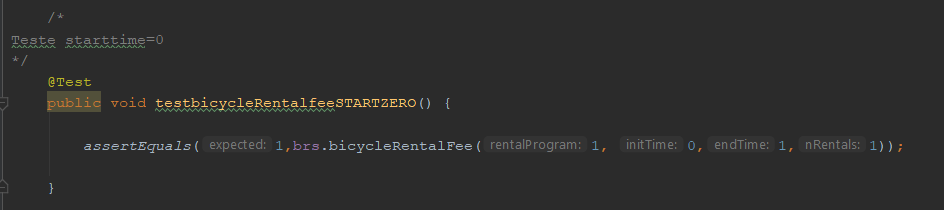 /*
Teste starttime=0
*/
@Test
public void testbicycleRentalfeeSTARTZERO() {
assertEquals( expected: 1,brs.bicycleRentalFee( rentalProgram: 1, initTime: 0, endTime: 1, nRentals: 1));
}